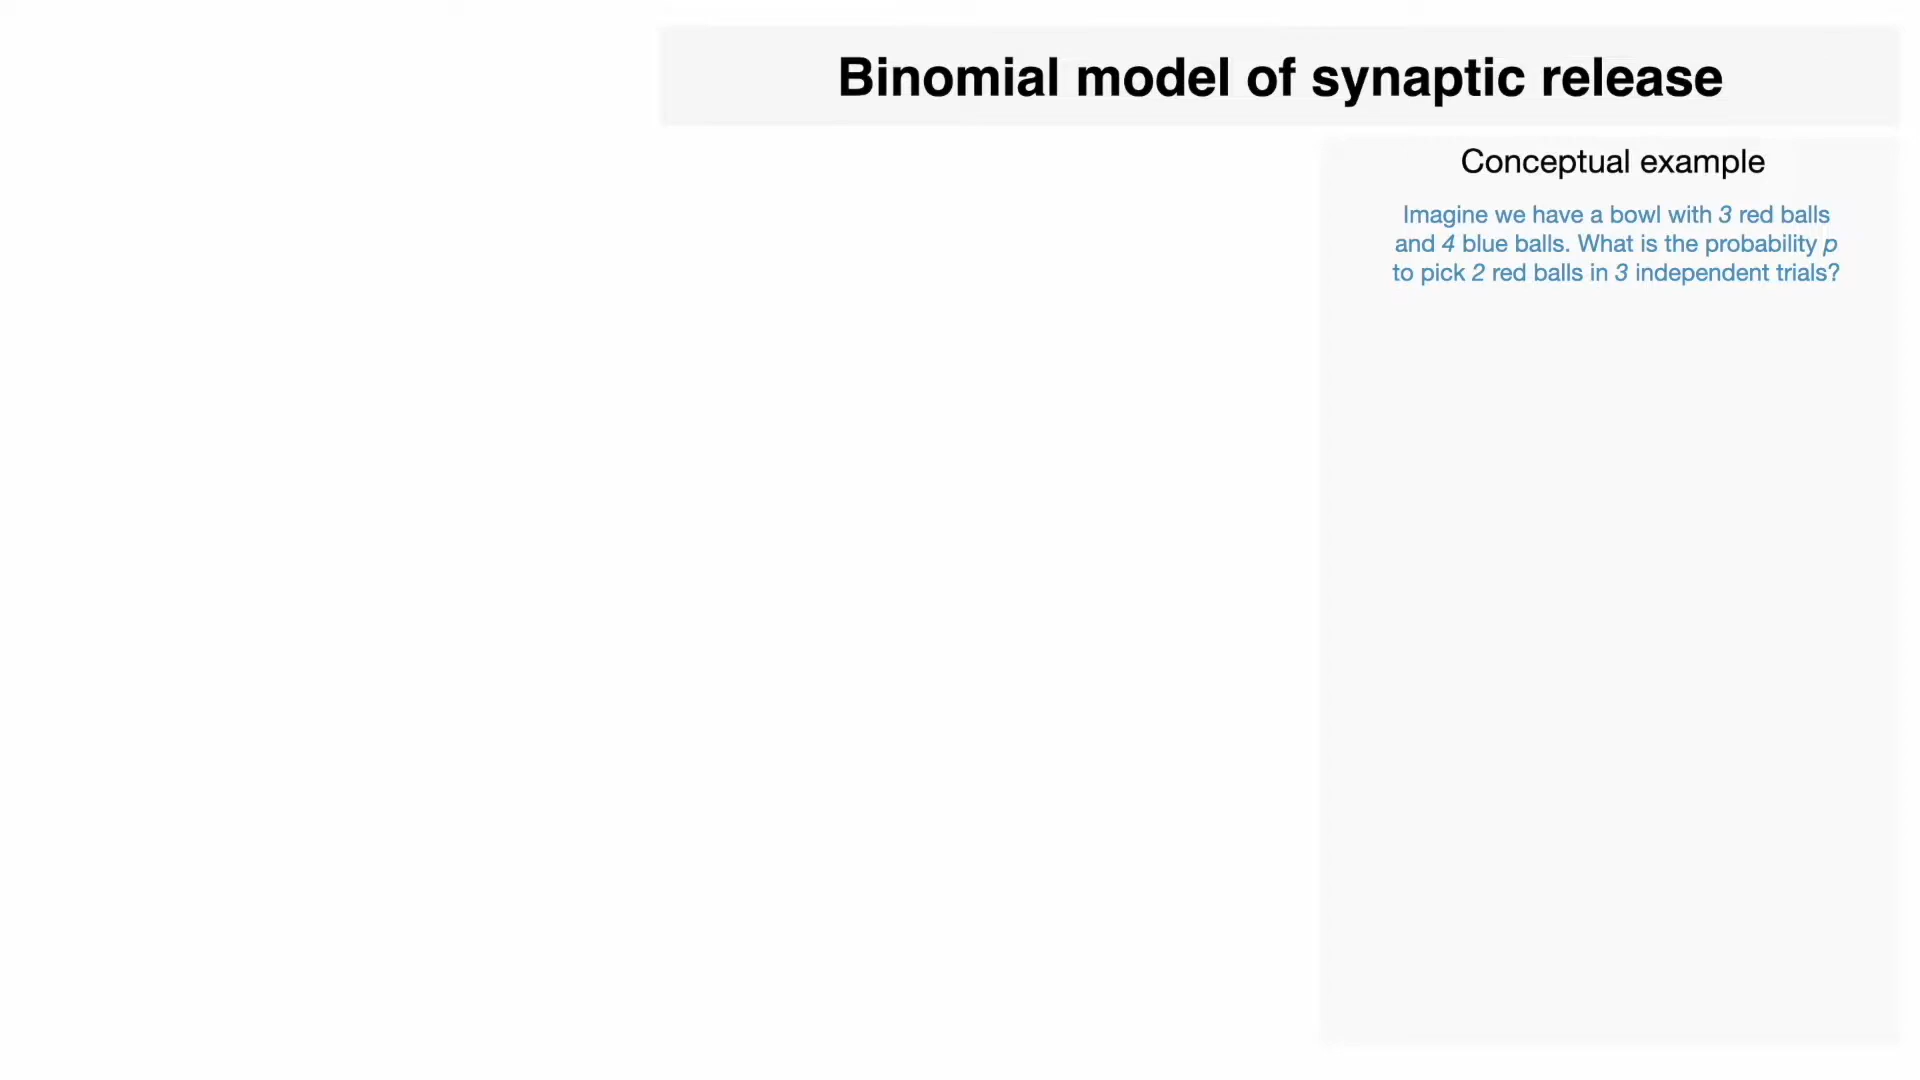 Binomial model of synaptic release
Conceptual example
Imagine we have a bowl with 3 red balls
and 4 blue balls. What is the probability p
to pick 2 red balls in 3 independent trials?